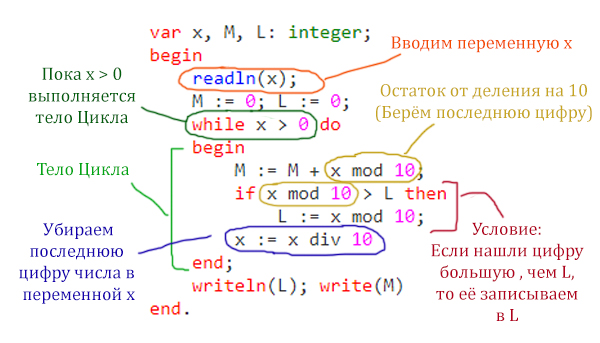 var x, M, L: integer;
begin
readln(x);
M := 0; L := 0;
while x > 0 do
begin
M := M + x mod 10;
if x mod 10 > L then
L := x mod 10;
x := x div 10
end;
writeln(L); write(M)
end.
Вводим переменную x
Пока x > 0
выполняется
тело Цикла
Остаток от деления на 10
(Берём последнюю цифру)
Тело Цикла
Убираем
последнюю
цифру числа в
переменной x
Условие:
Если нашли цифру
большую , чем L,
то её записываем
в L